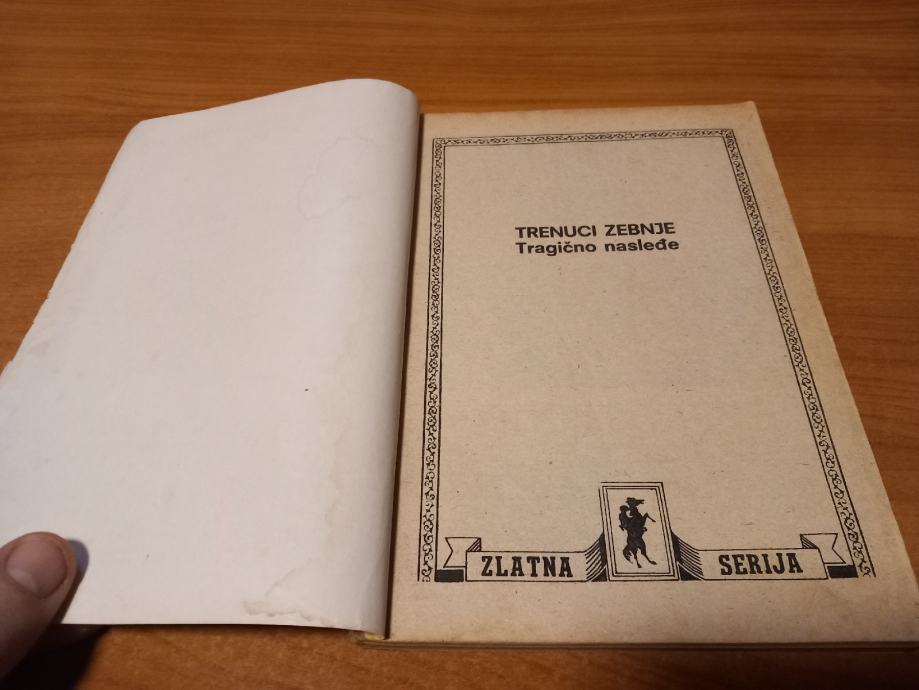 TRENUCI ZEBNJE
Tragično nasleđe
ZLATNA SERIJA